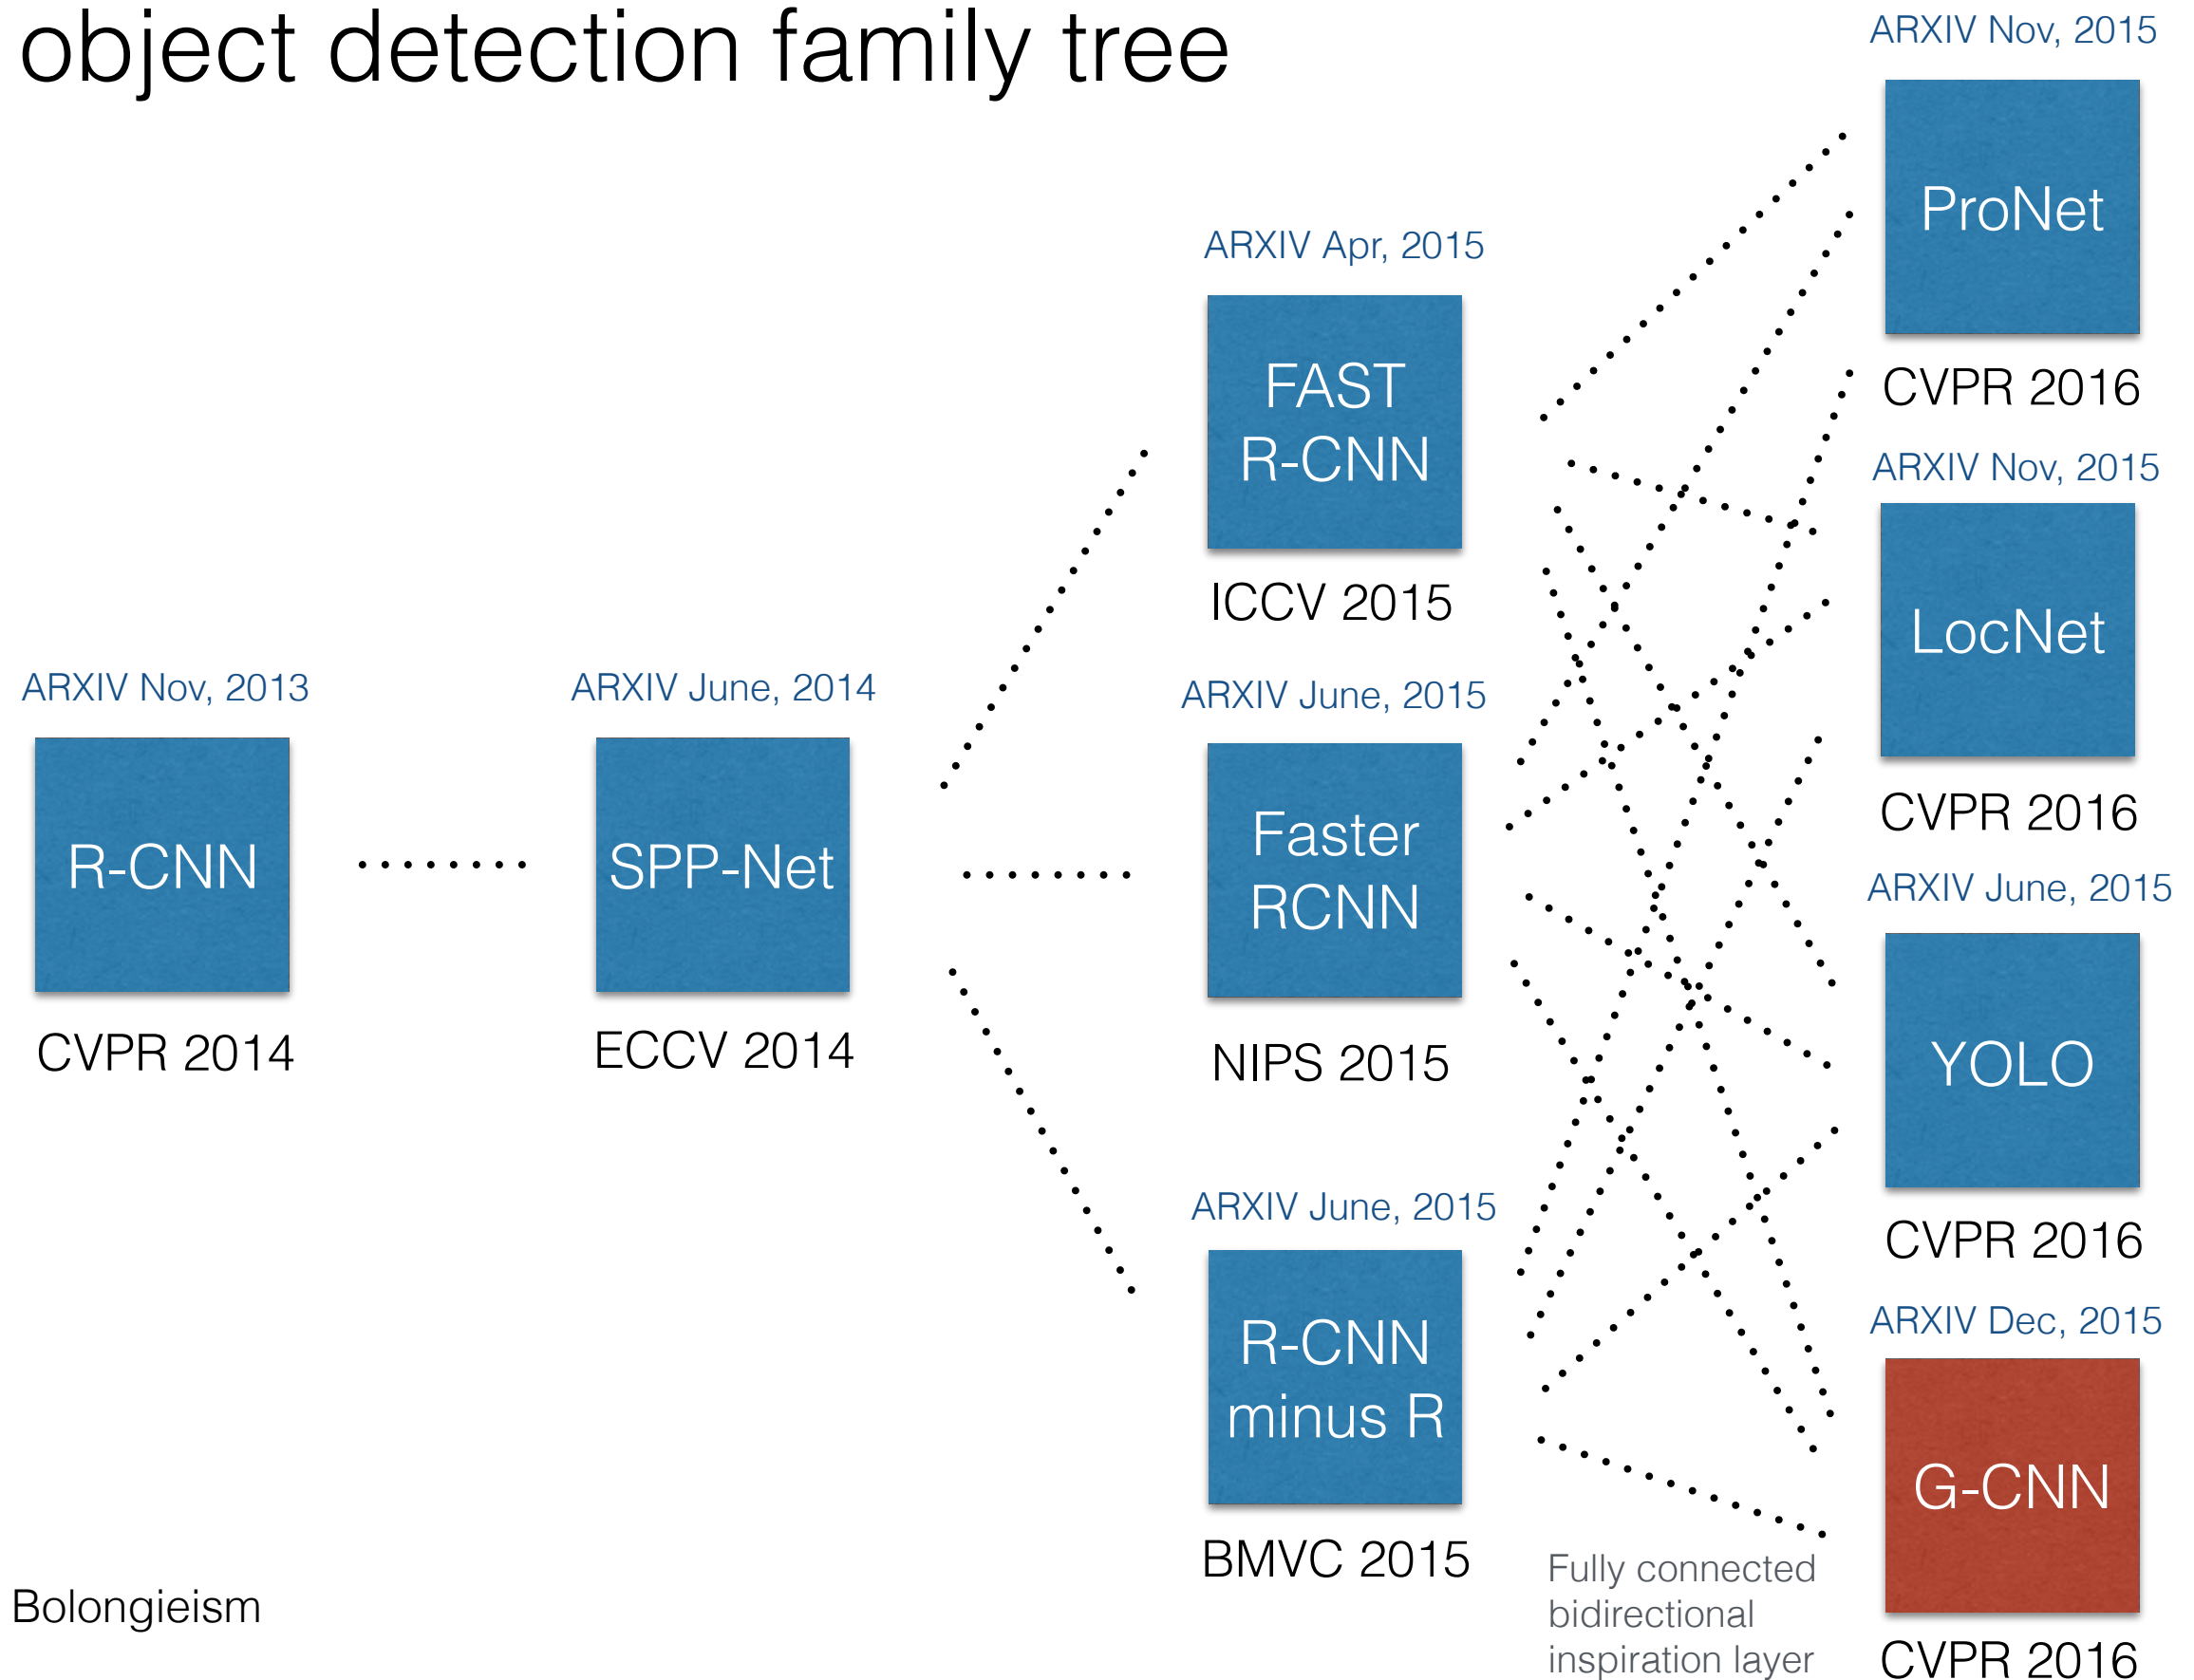 object detection family tree
ARXIV Nov, 2013
R-CNN
CVPR 2014
ARXIV June, 2014
SPP-Net
ECCV 2014
ARXIV Apr, 2015
FAST
R-CNN
ICCV 2015
ARXIV June, 2015
Faster
RCNN
NIPS 2015
ARXIV June, 2015
R-CNN
minus R
BMVC 2015
ARXIV Nov, 2015
ProNet
CVPR 2016
ARXIV Nov, 2015
LocNet
CVPR 2016
ARXIV June, 2015
YOLO
CVPR 2016
ARXIV Dec, 2015
G-CNN
CVPR 2016
Fully connected
bidirectional
inspiration layer
Bolongieism